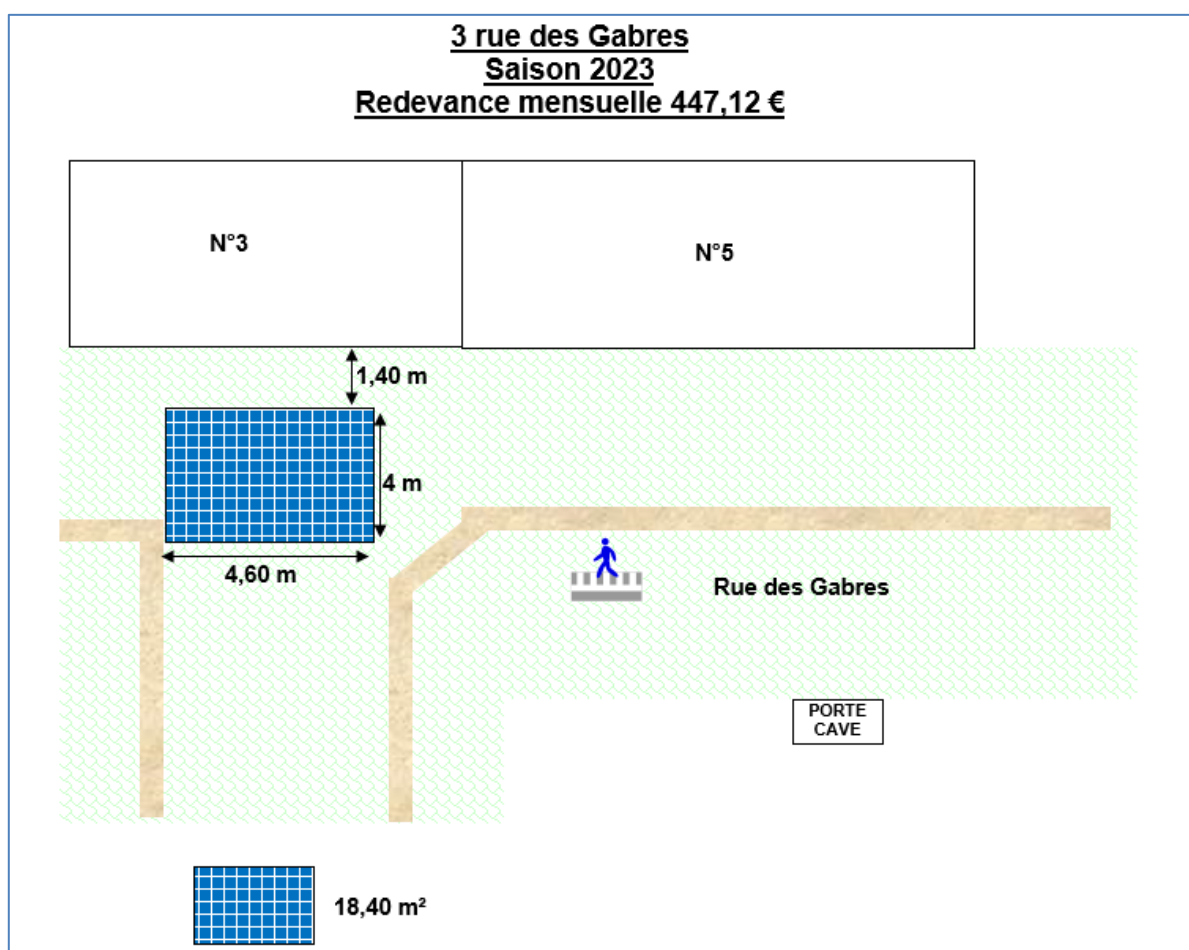 3 rue des Gabres
Saison 2023
Redevance mensuelle 447,12 €
N°3
N°5
1,40 m
4 m
4,60 m
Rue des Gabres
PORTE
CAVE
18,40 m²